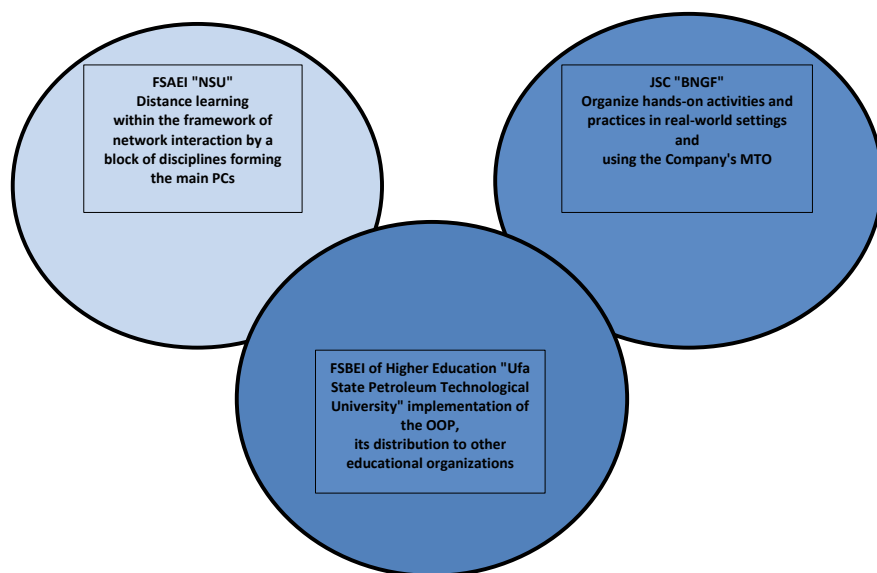 FSAEI "NSU"
Distance learning
within the framework of
network interaction by a
block of disciplines forming
the main PCs
JSC "BNGF"
Organize hands-on activities and
practices in real-world settings
and
using the Company's MTO
FSBEI of Higher Education "Ufa
State Petroleum Technological
University" implementation of
the OOP,
its distribution to other
educational organizations